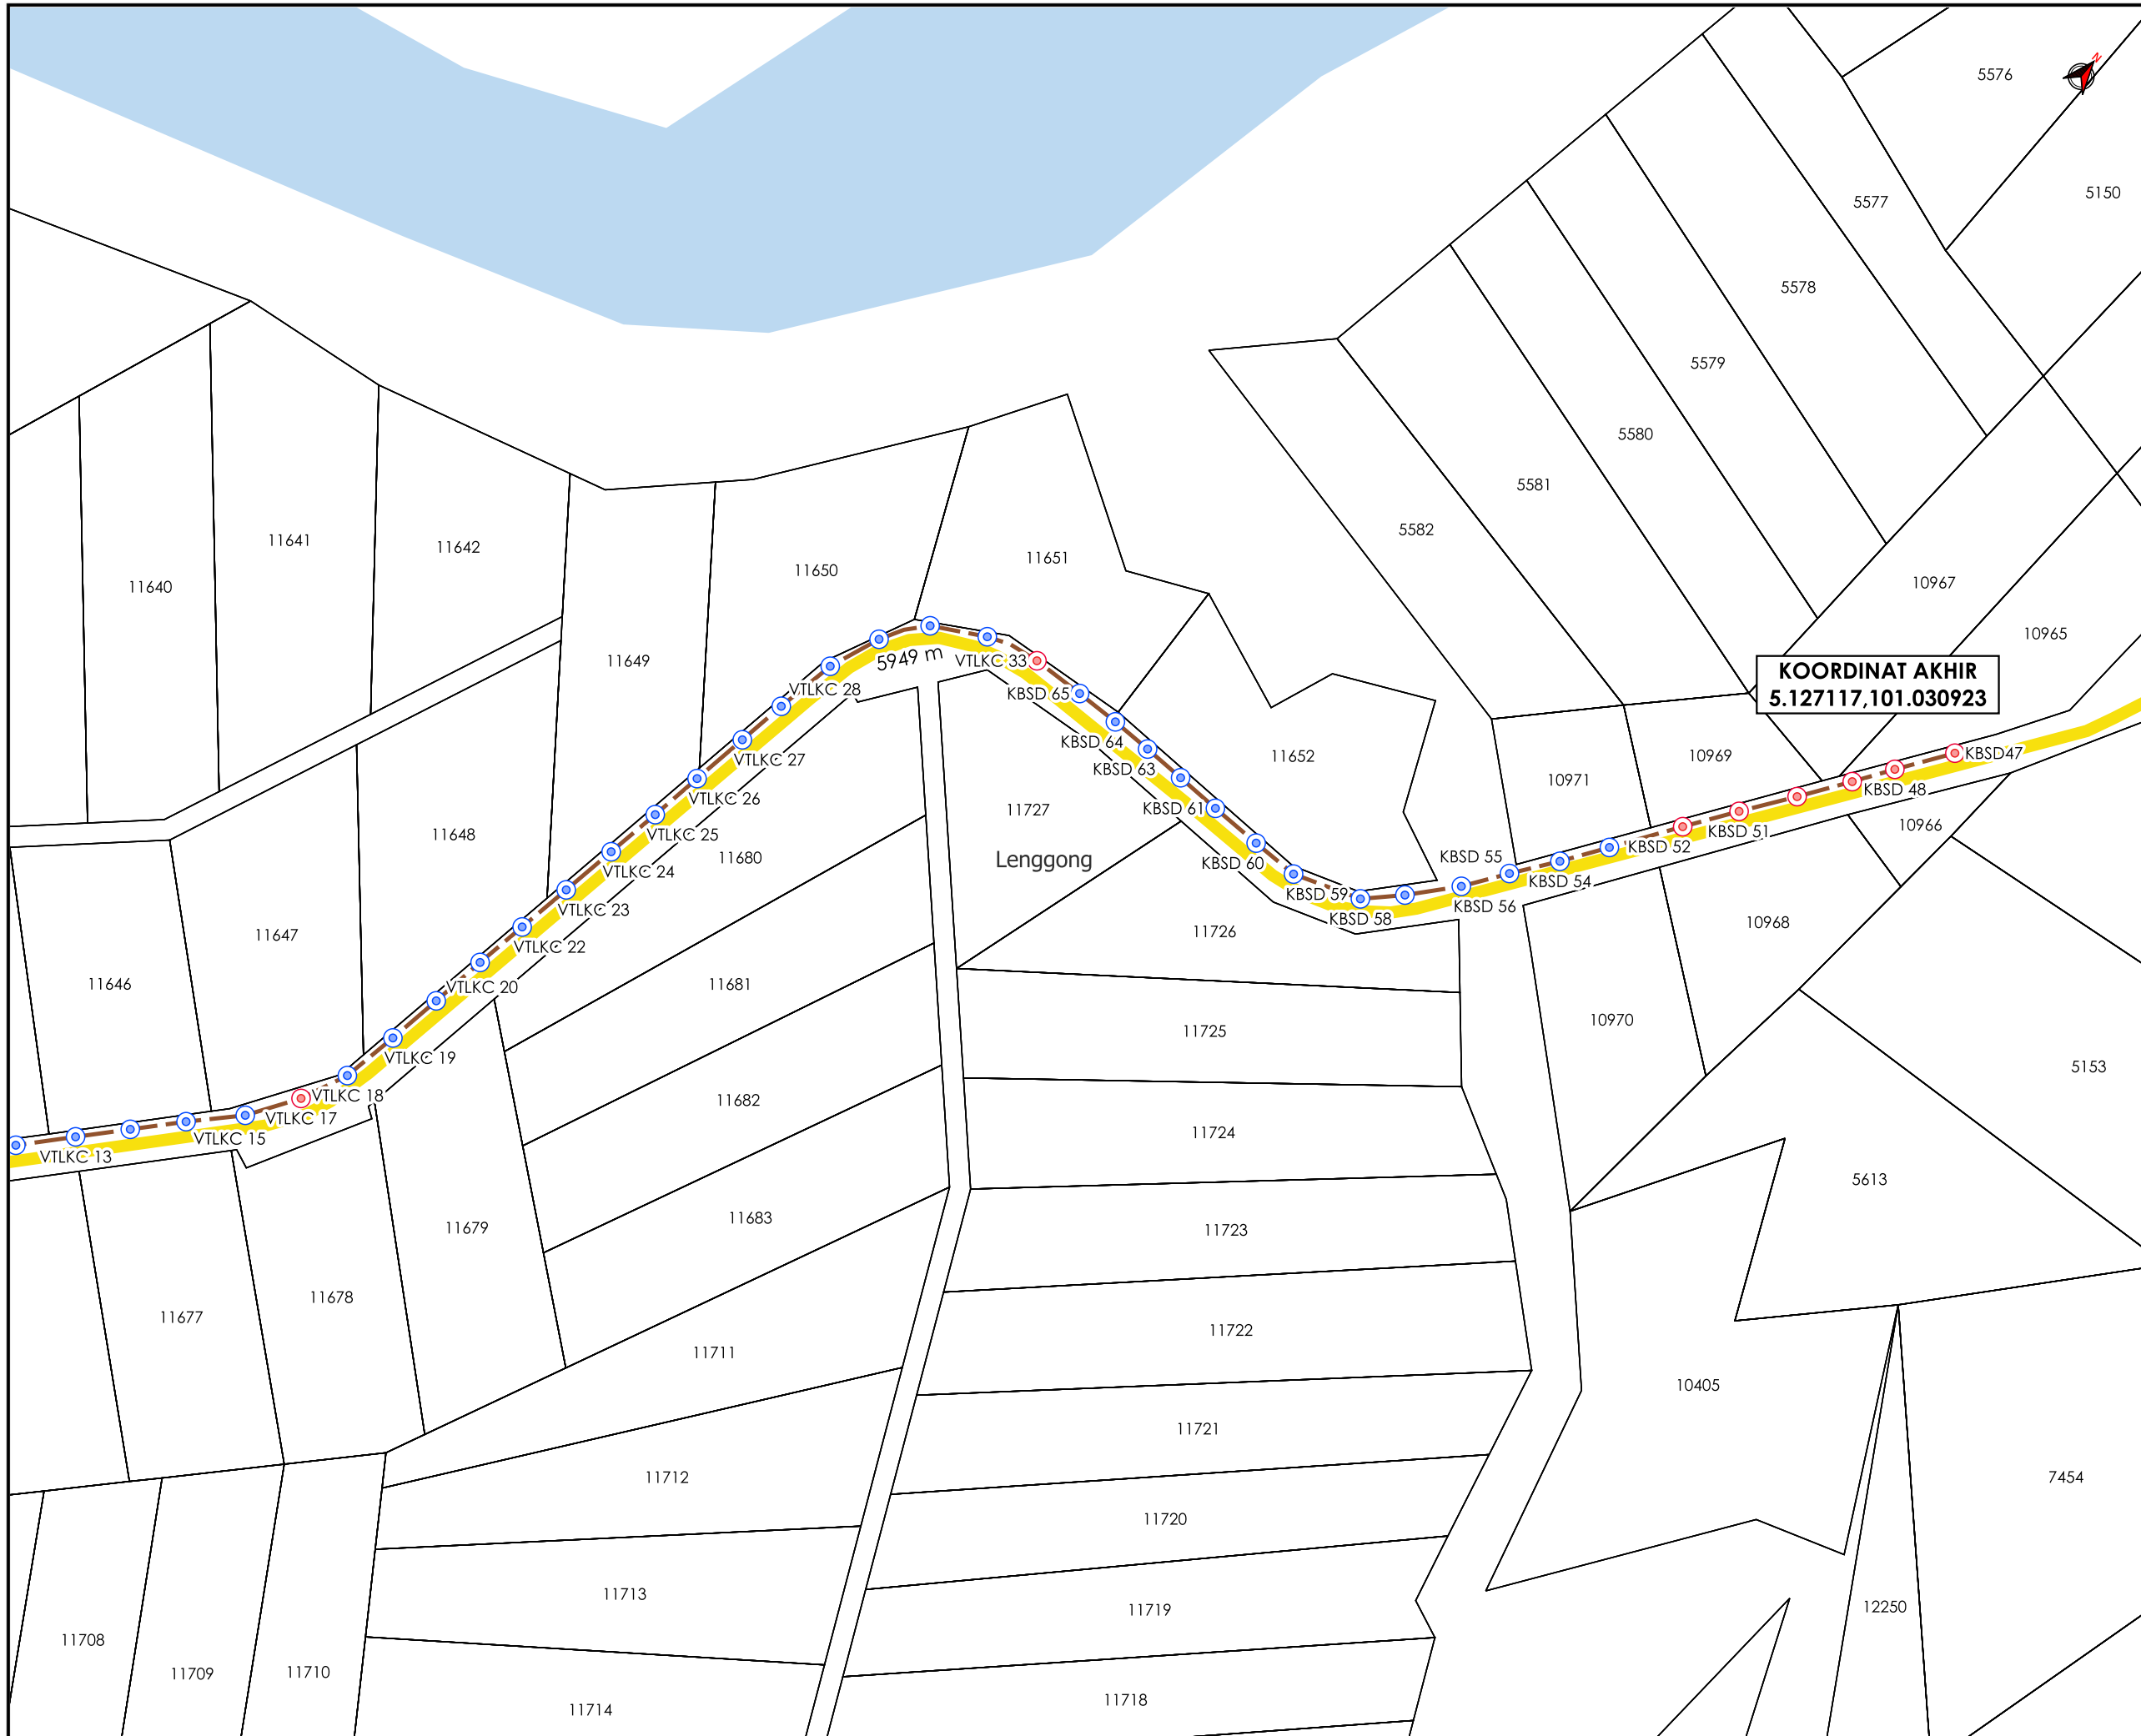 N
5576
5150
5577
5578
5579
5580
5581
5582
11641
11642
11640
11650
11651
10967
10965
11649
5949 m
VTLKC 33
KOORDINAT AKHIR
5.127117,101.030923
VTLKC 28
KBSD 65
KBSD 64
KBSD 63
11652
10969
10971
KBSD47
VTLKC 27
KBSD 48
VTLKC 26
11727
KBSD 61
KBSD 51
10966
VTLKC 25
11648
KBSD 52
11680
Lenggong
KBSD 60
KBSD 55
VTLKC 24
KBSD 54
KBSD 59
KBSD 56
VTLKC 23
KBSD 58
10968
11647
11726
VTLKC 22
11646
11681
VTLKC 20
10970
11725
VTLKC 19
5153
VTLKC 18
11682
VTLKC 17
VTLKC 15
11724
VTLKC 13
5613
11683
11679
11723
11678
11677
11722
11711
10405
11721
11712
7454
11720
11713
11719
12250
11708
11709
11710
11718
11714